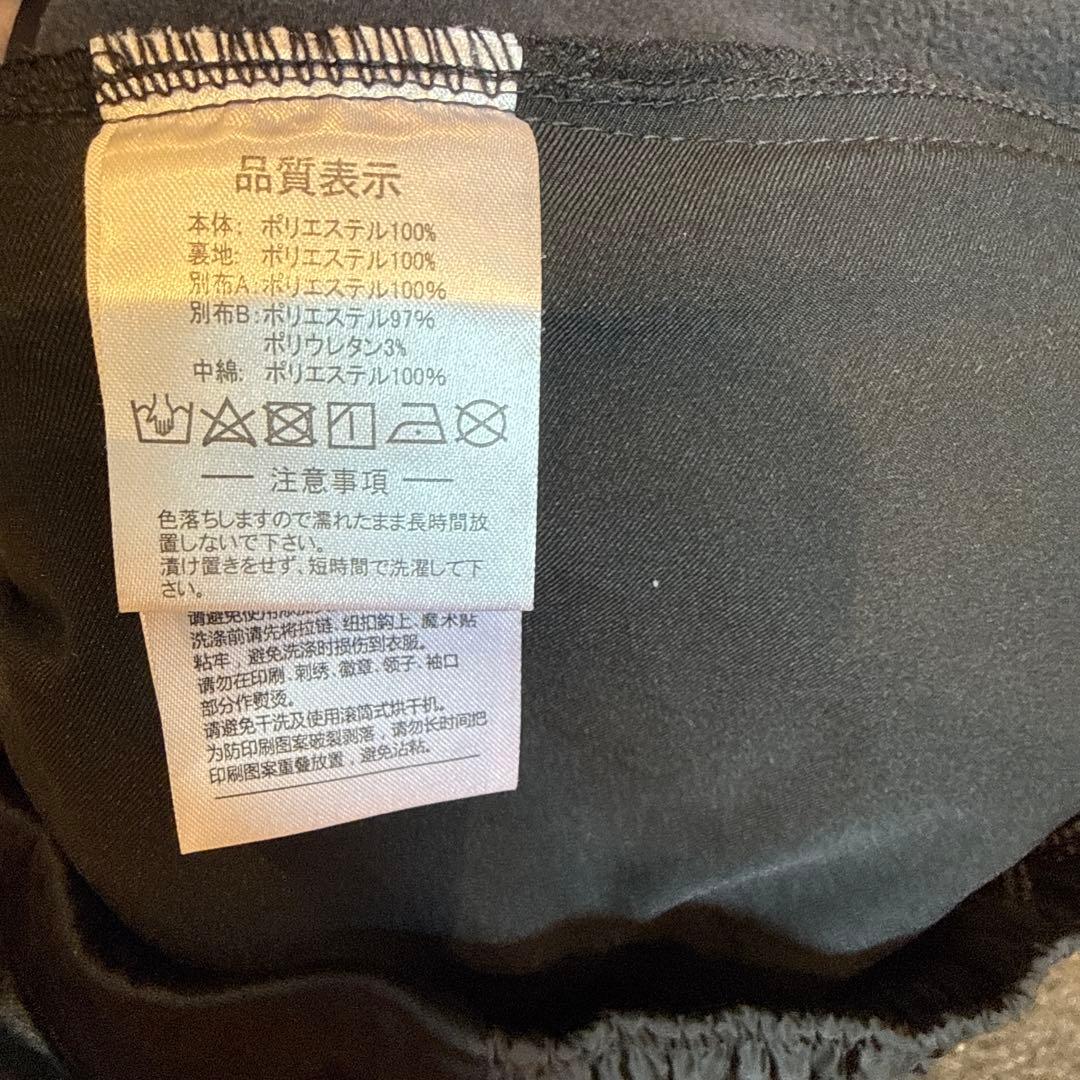 品質表示
本体: ポリエステル100%
裏地: ポリエステル100%
別布A:ポリエステル100%
別布B:ポリエステル97%
ポリウレタン3%
中綿: ポリエステル100%
注意事項
色落ちしますので濡れたまま長時間放
置しないで下さい。
漬け置きをせず、短時間で洗濯して下
さい。
请避免使用添加
洗涤前请先将拉链、纽扣鈎上、魔术贴
粘牢，避免洗涤时损伤到衣服。
请勿在印刷、刺绣、徽章、领子、袖口
部分作熨烫。
请避免干洗及使用滚筒式烘干机。
为防印刷图案破裂剥落，请勿长时间把
印刷图案重叠放置，避免沾粘。